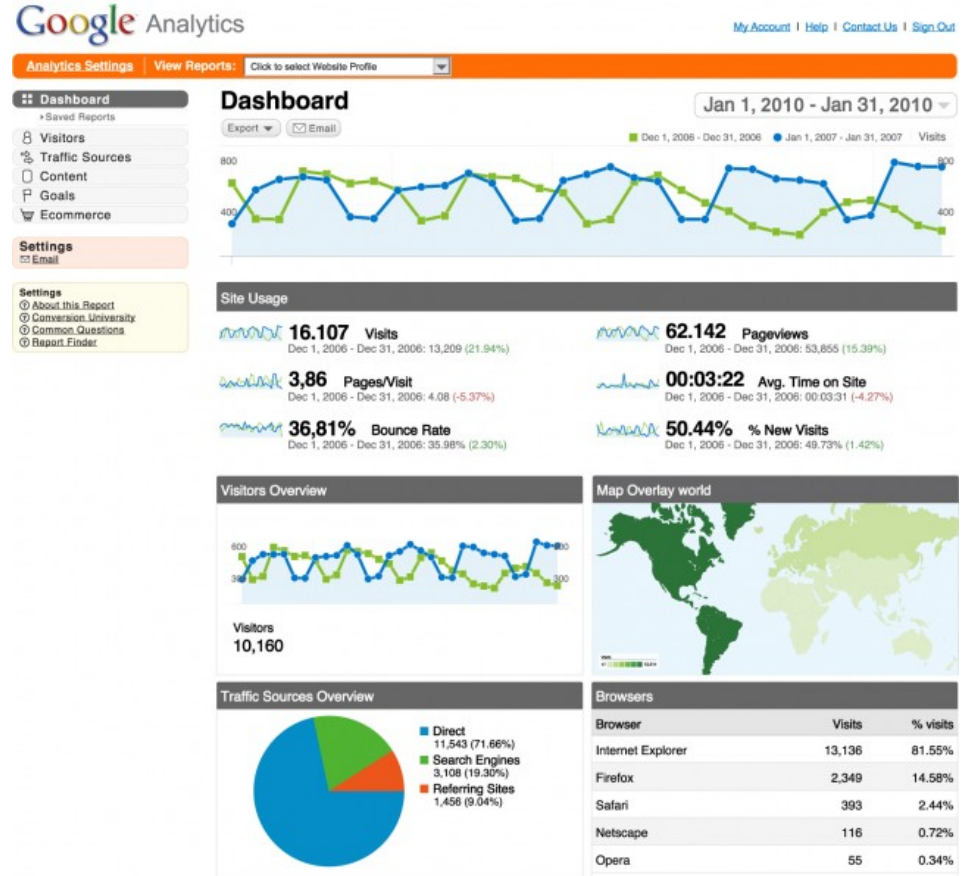 Google Analytics
My Account | Help | Contact Us | Sign Out
Analytics Settings View Reports: Click to select Website Profile
Dashboard
Saved Reports
Visitors
Traffic Sources
Content
Goals
Ecommerce
Settings
Email
Settings
About this Report
Conversion University
Common Questions
Report Finder
Dashboard
Jan 1, 2010 - Jan 31, 2010
Export Email
Dec 1, 2006 - Dec 31, 2006 Jan 1, 2007 - Jan 31, 2007 Visits
800 800
400 400
Site Usage
16.107 Visits
Dec 1, 2006 - Dec 31, 2006: 13,209 (21.94%)
62.142 Pageviews
Dec 1, 2006 - Dec 31, 2006: 53,855 (15.39%)
3,86 Pages/Visit
Dec 1, 2006 - Dec 31, 2006: 4.08 (-5.37%)
00:03:22 Avg. Time on Site
Dec 1, 2006 - Dec 31, 2006: 00:03:31 (-4.27%)
36,81% Bounce Rate
Dec 1, 2006 - Dec 31, 2006: 35.98% (2.30%)
50.44% % New Visits
Dec 1, 2006 - Dec 31, 2006: 49.73% (1.42%)
Visitors Overview
600 600
300 300
Visitors
10,160
Map Overlay world
Traffic Sources Overview
Direct
11,543 (71.66%)
Search Engines
3,108 (19.30%)
Referring Sites
1,456 (9.04%)
Browsers
Browser Visits % visits
Internet Explorer 13,136 81.55%
Firefox 2,349 14.58%
Safari 393 2.44%
Netscape 116 0.72%
Opera 55 0.34%